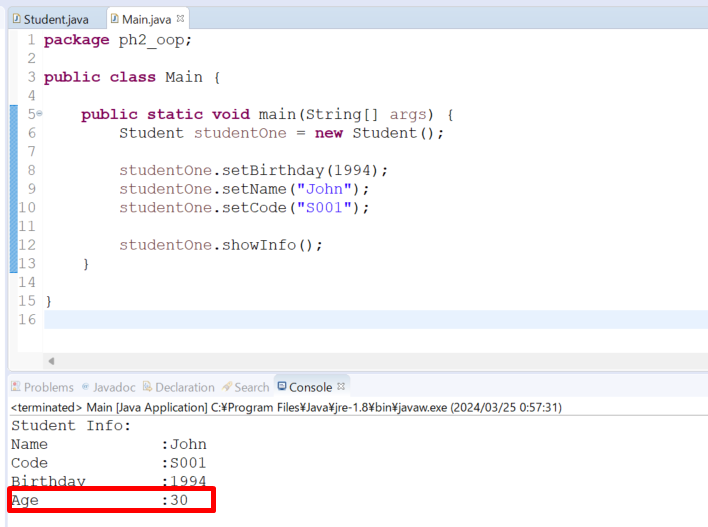 Student.java Main.java
1 package ph2_oop;
2
3 public class Main {
4
5 public static void main(String[] args) {
6 Student studentOne = new Student();
7
8 studentOne.setBirthday(1994);
9 studentOne.setName("John");
10 studentOne.setCode("S001");
11
12 studentOne.showInfo();
13 }
14
15 }
16
Problems @ Javadoc Declaration Search Console
<terminated> Main [Java Application] C:¥Program Files¥Java¥jre-1.8¥bin¥javaw.exe (2024/03/25 0:57:31)
Student Info:
Name :John
Code :S001
Birthday :1994
Age :30